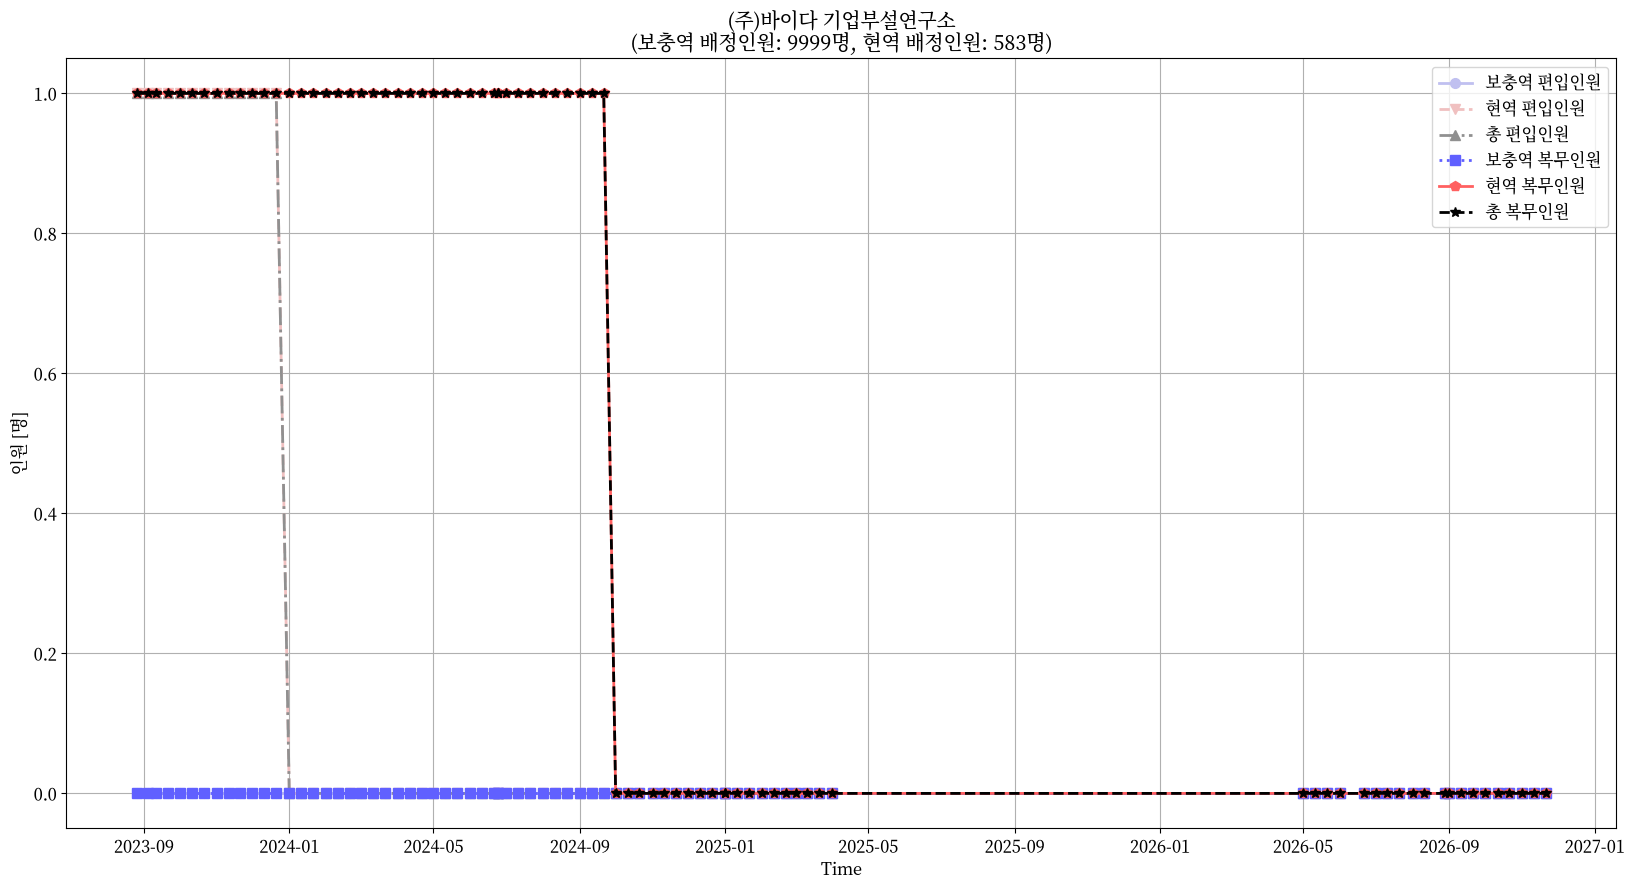 (주)바이다 기업부설연구소
(보충역 배정인원: 9999명, 현역 배정인원: 583명)
보충역 편입인원
현역 편입인원
총 편입인원
보충역 복무인원
현역 복무인원
총 복무인원
인원 [명]
1.0
0.8
0.6
0.4
0.2
0.0
2023-09
2024-01
2024-05
2024-09
2025-01
2025-05
2025-09
2026-01
2026-05
2026-09
2027-01
Time